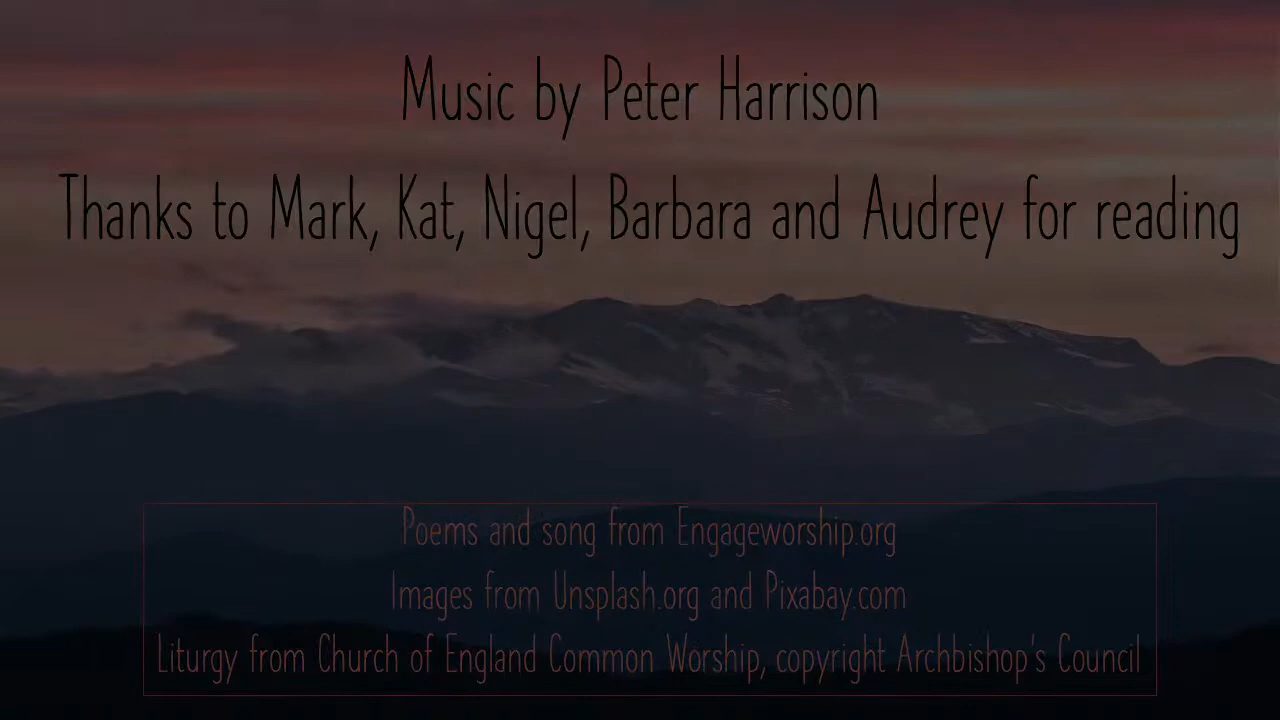 Music by Peter Harrison
Thanks to Mark, Kat, Nigel, Barbara and Audrey for reading
Poems and song from Engageworship.org
Images from Unsplash.org and Pixabay.com
Liturgy from Church of England Common Worship, copyright Archbishop's Council